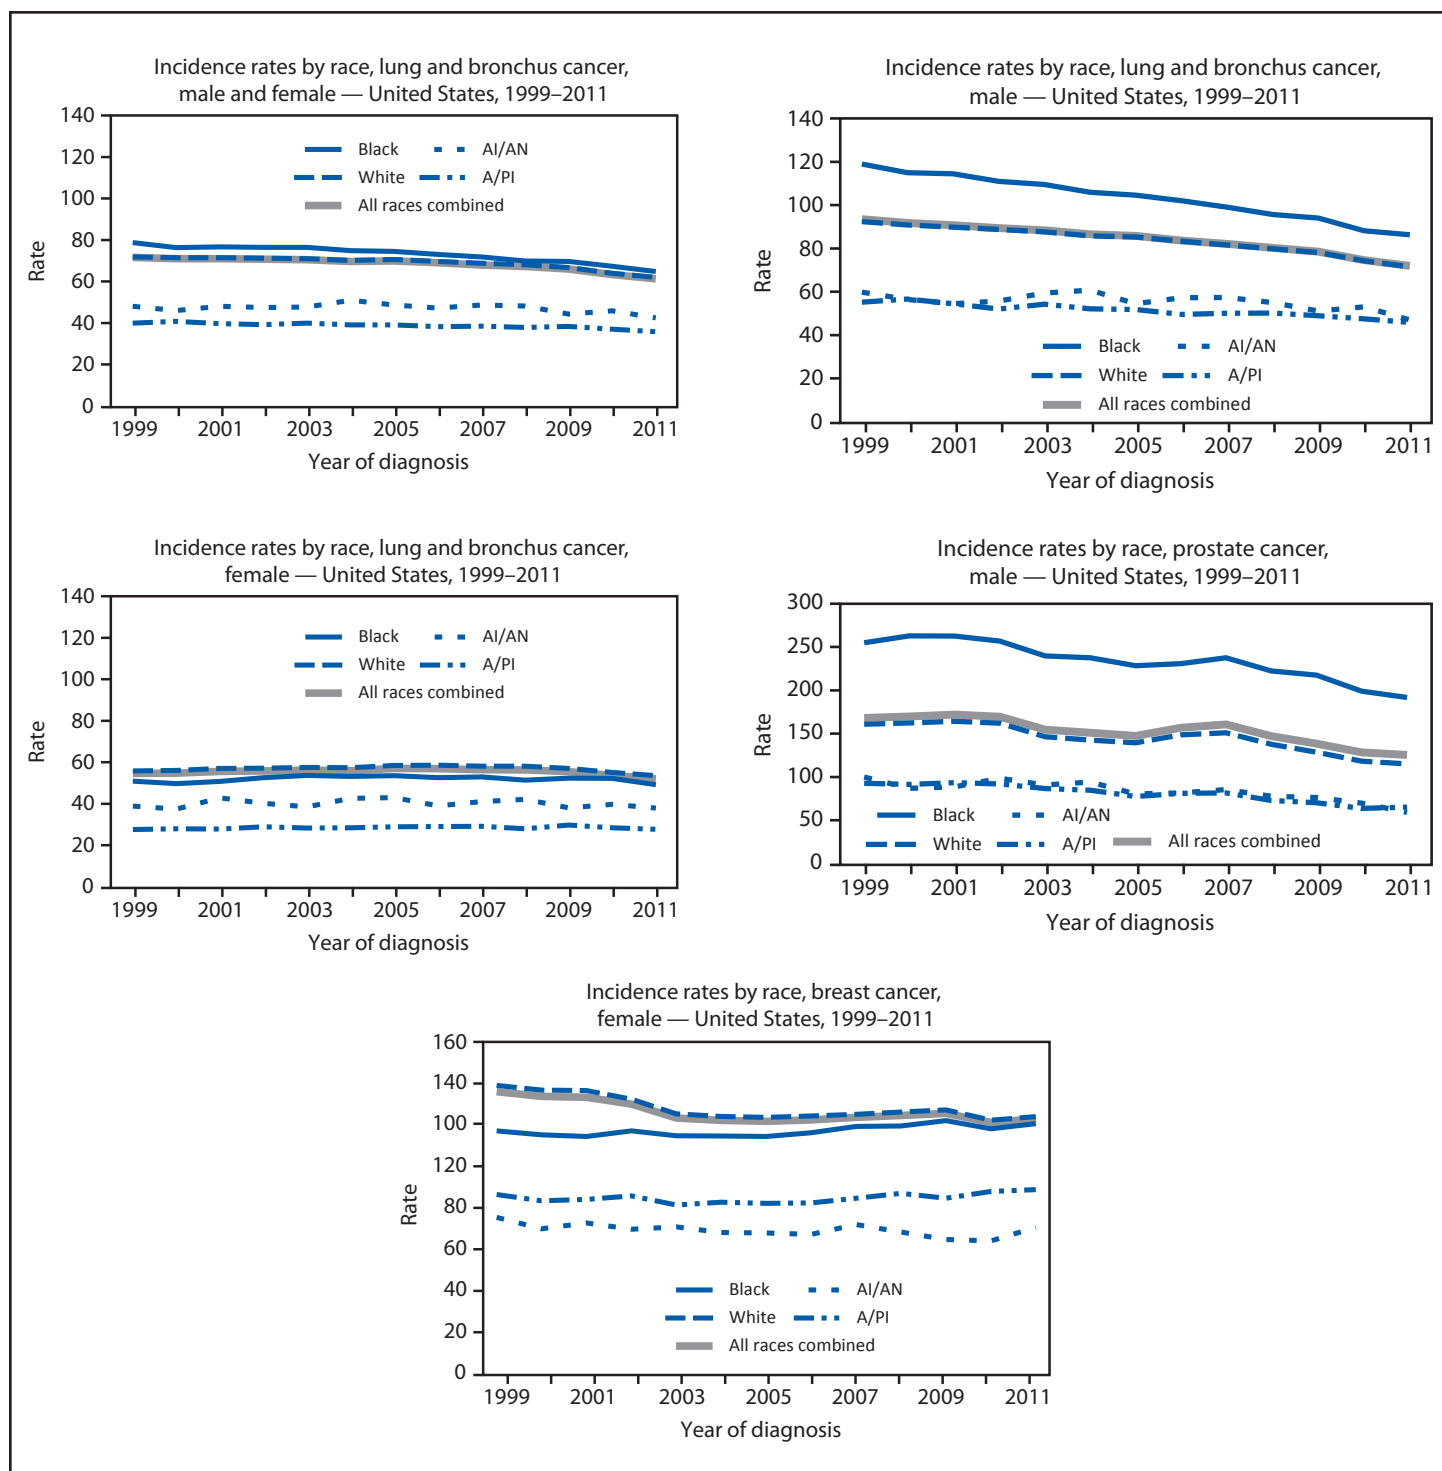 Incidence rates by race, lung and bronchus cancer,
male and female — United States, 1999–2011
140
120
100
80
60
40
20
0
Rate
Black
AI/AN
White
A/PI
All races combined
1999 2001 2003 2005 2007 2009 2011
Year of diagnosis
Incidence rates by race, lung and bronchus cancer,
male — United States, 1999–2011
140
120
100
80
60
40
20
0
Rate
Black
AI/AN
White
A/PI
All races combined
1999 2001 2003 2005 2007 2009 2011
Year of diagnosis
Incidence rates by race, lung and bronchus cancer,
female — United States, 1999–2011
140
120
100
80
60
40
20
0
Rate
Black
AI/AN
White
A/PI
All races combined
1999 2001 2003 2005 2007 2009 2011
Year of diagnosis
Incidence rates by race, prostate cancer,
male — United States, 1999–2011
300
250
200
150
100
50
0
Rate
Black
AI/AN
White
A/PI
All races combined
1999 2001 2003 2005 2007 2009 2011
Year of diagnosis
Incidence rates by race, breast cancer,
female — United States, 1999–2011
160
140
100
120
80
60
40
20
0
Rate
Black
AI/AN
White
A/PI
All races combined
1999 2001 2003 2005 2007 2009 2011
Year of diagnosis